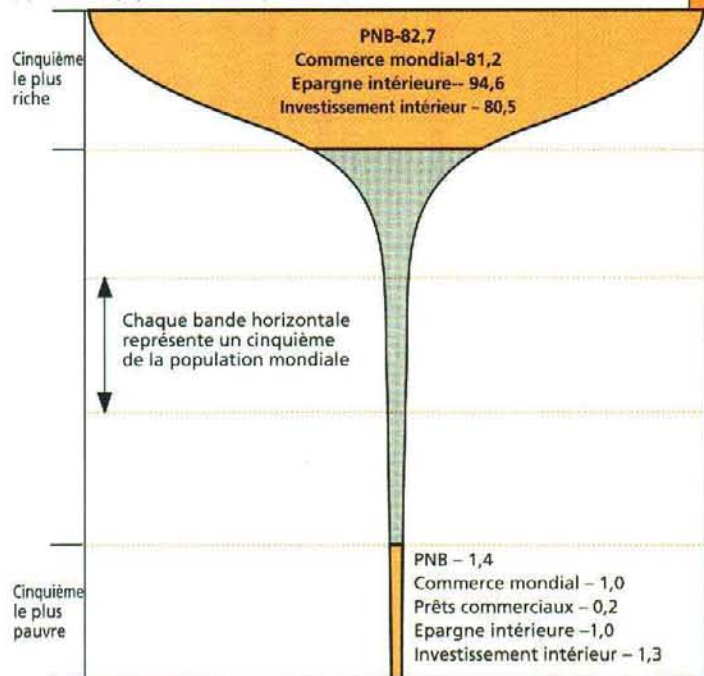 PNB-82,7
Commerce mondial-81,2
Epargne intérieure-- 94,6
Investissement intérieur – 80,5
Cinquième
le plus
riche
Chaque bande horizontale
représente un cinquième
de la population mondiale
Cinquième
le plus
pauvre
PNB – 1,4
Commerce mondial – 1,0
Prêts commerciaux – 0,2
Epargne intérieure –1,0
Investissement intérieur – 1,3